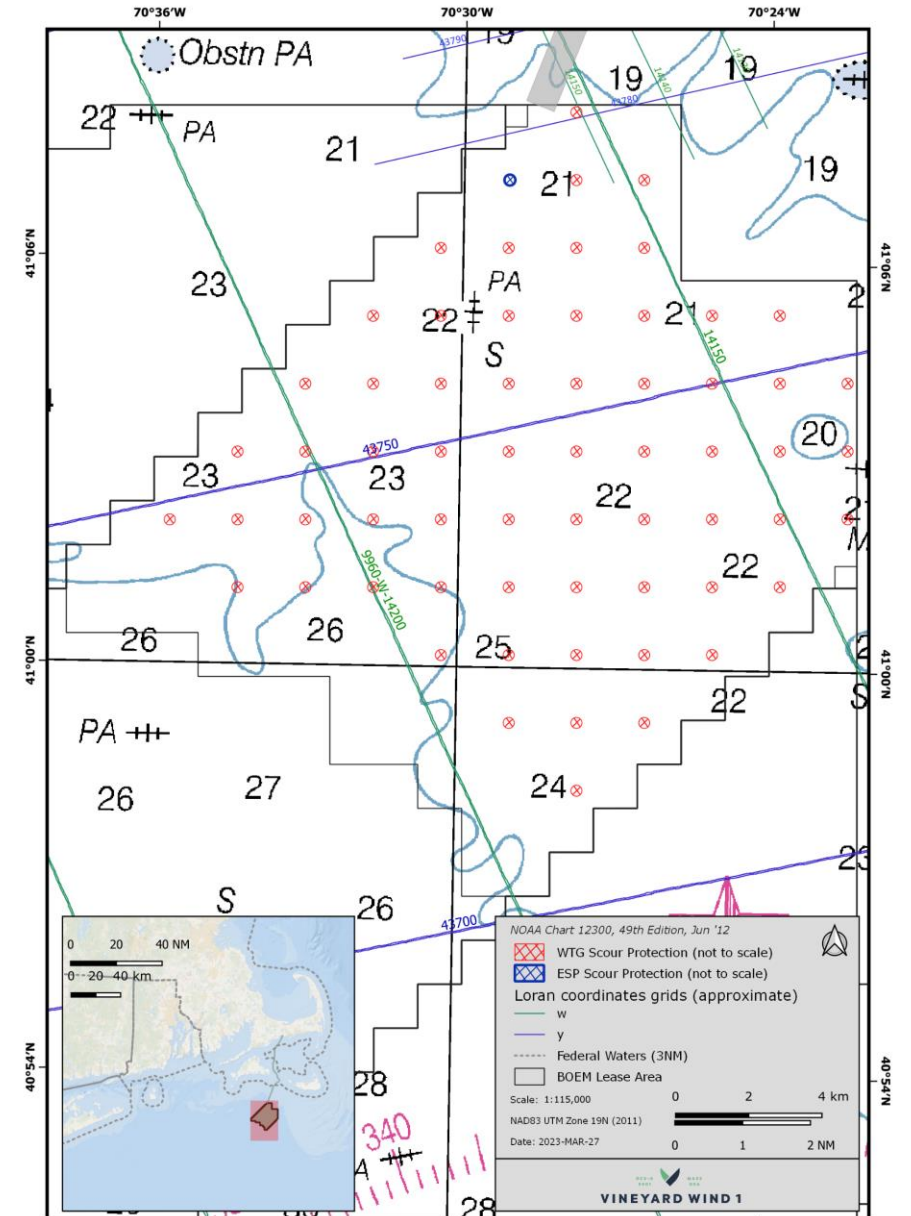 70°36'W
70°30'W
70°24'W
43790
19
Obstn PA
14150
19
14140
19
43780
22
PA
21
19
21
41°06'N
41°06'N
23
PA
22
21
S
14150
43750
20
23
23
22
9960-W-14200
22
26
26
25
41°00'N
41°00'N
22
S
PA
26
27
24
S
26
43700
40°54'N
40°54'N
28
340
28
0 20 40 NM
0 20 40 km
NOAA Chart 12300, 49th Edition, Jun '12
WTG Scour Protection (not to scale)
ESP Scour Protection (not to scale)
Loran coordinates grids (approximate)
w
y
Federal Waters (3NM)
BOEM Lease Area
Scale: 1:115,000
0 2 4 km
NAD83 UTM Zone 19N (2011)
Date: 2023-MAR-27
0 1 2 NM
VINEYARD WIND 1